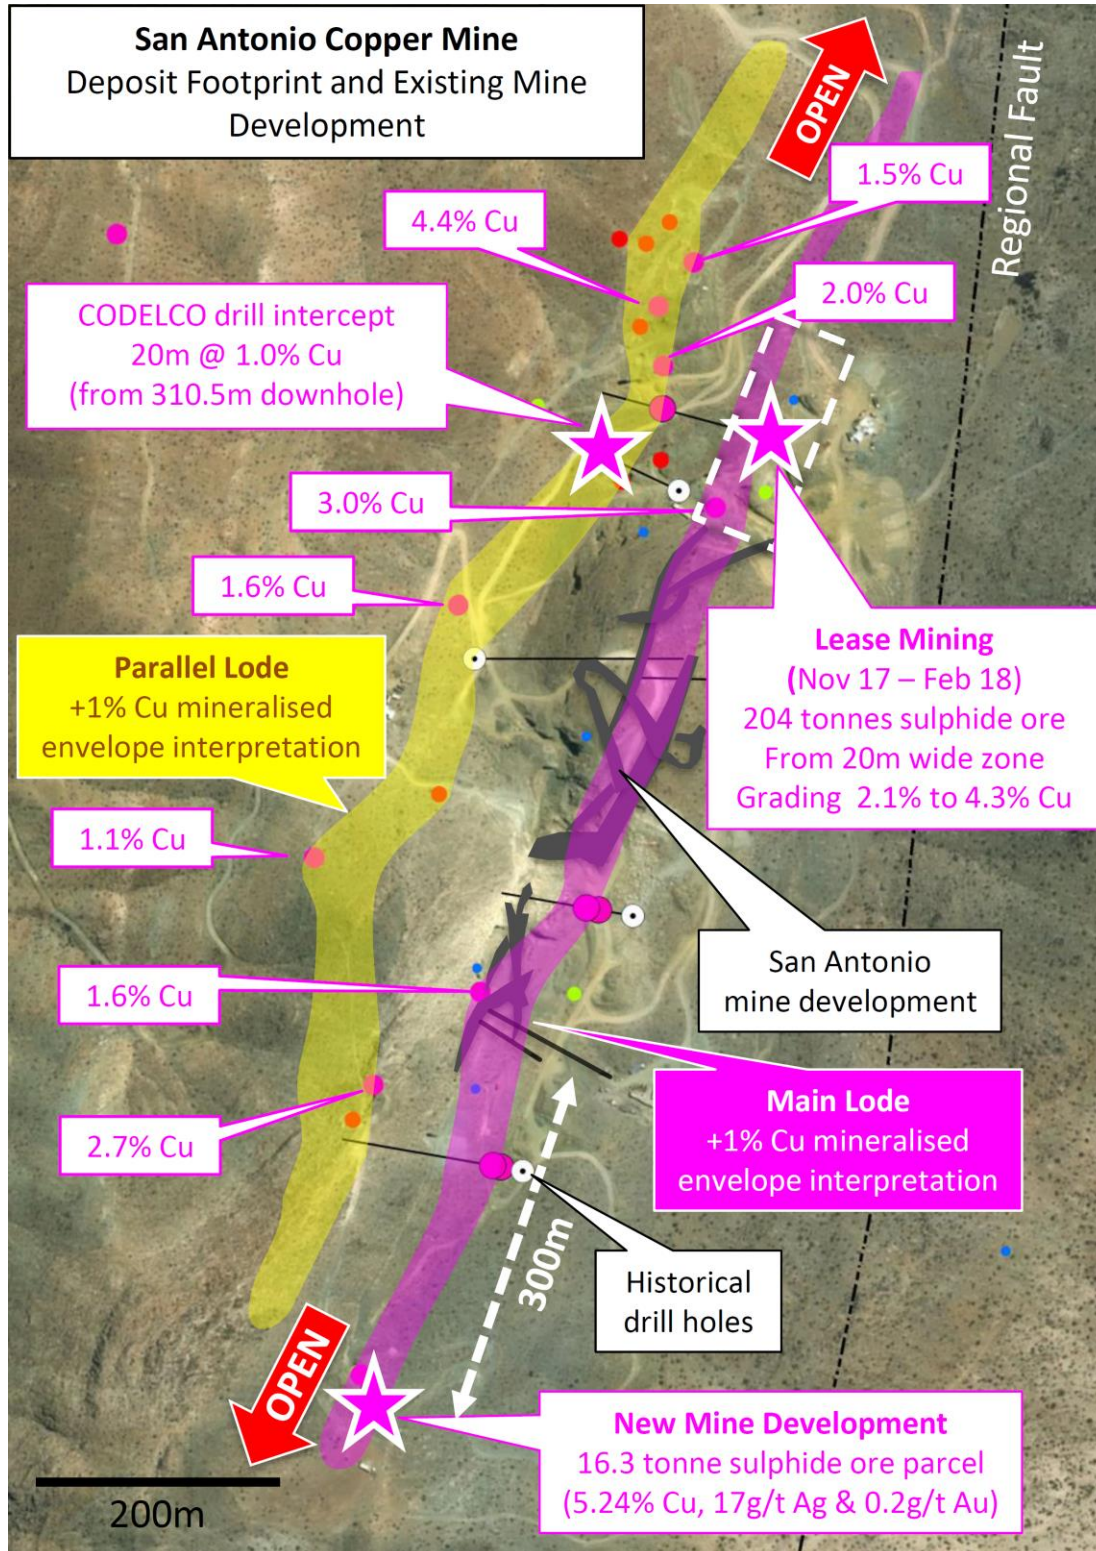 San Antonio Copper Mine
Deposit Footprint and Existing Mine
Development
OPEN
Regional Fault
1.5% Cu
4.4% Cu
2.0% Cu
CODELCO drill intercept
20m @ 1.0% Cu
(from 310.5m downhole)
3.0% Cu
1.6% Cu
Lease Mining
(Nov 17 – Feb 18)
204 tonnes sulphide ore
From 20m wide zone
Grading 2.1% to 4.3% Cu
Parallel Lode
+1% Cu mineralised
envelope interpretation
1.1% Cu
San Antonio
mine development
1.6% Cu
Main Lode
+1% Cu mineralised
envelope interpretation
2.7% Cu
300m
Historical
drill holes
OPEN
New Mine Development
16.3 tonne sulphide ore parcel
(5.24% Cu, 17g/t Ag & 0.2g/t Au)
200m